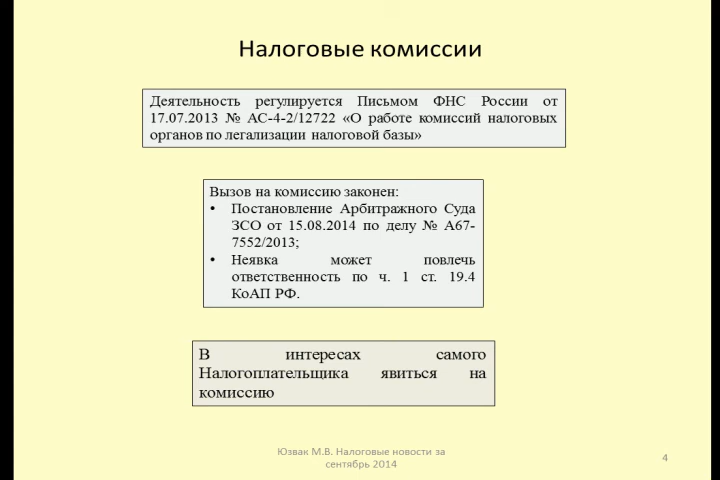 Налоговые комиссии
Деятельность регулируется Письмом ФНС России от
17.07.2013 № АС-4-2/12722 «О работе комиссий налоговых
органов по легализации налоговой базы»
Вызов на комиссию законен:
• Постановление Арбитражного Суда
ЗСО от 15.08.2014 по делу № А67-
7552/2013;
• Неявка может повлечь
ответственность по ч. 1 ст. 19.4
КоАП РФ.
В интересах самого
Налогоплательщика явиться на
комиссию
Юзвак М.В. Налоговые новости за
сентябрь 2014
4